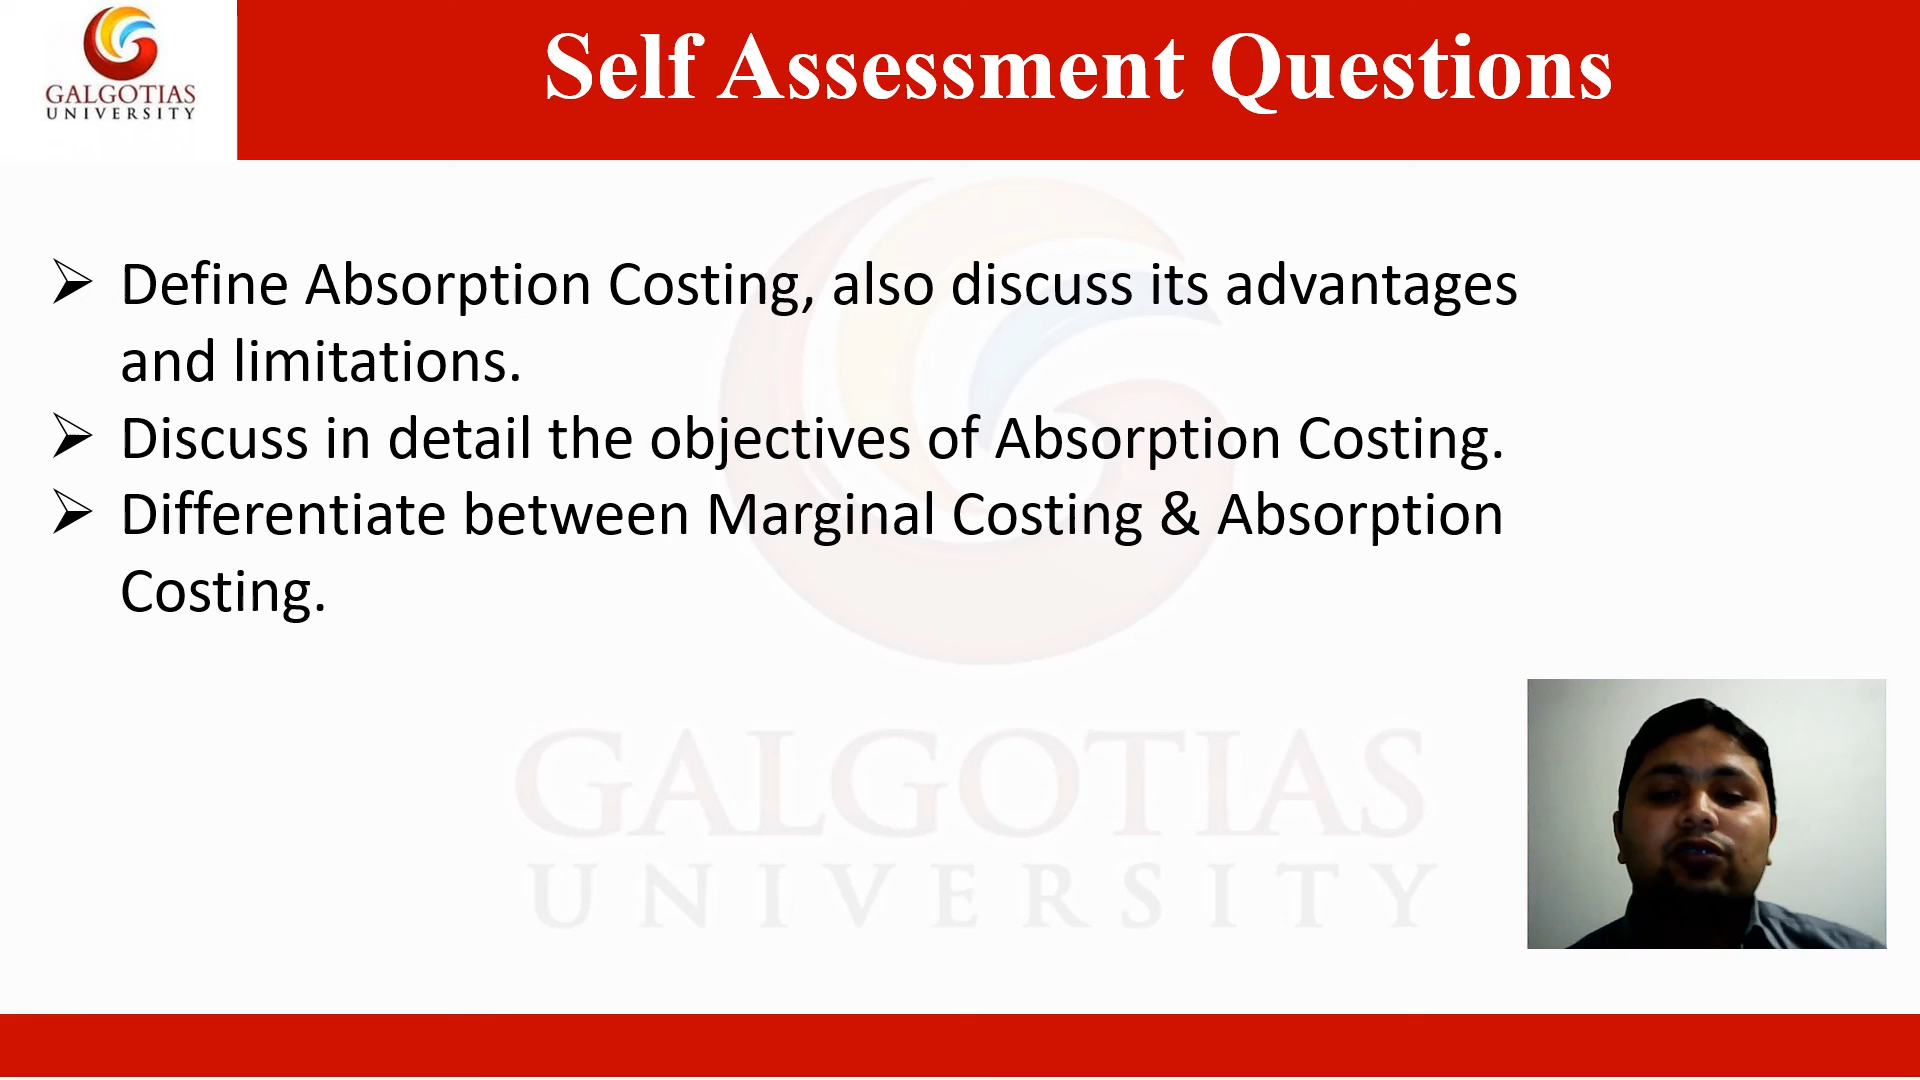 GALGOTIAS
UNIVERSITY
Self Assessment Questions
➢ Define Absorption Costing, also discuss its advantages
and limitations.
➢ Discuss in detail the objectives of Absorption Costing.
➢ Differentiate between Marginal Costing & Absorption
Costing.
GALGOTIAS
UNIVERSITY